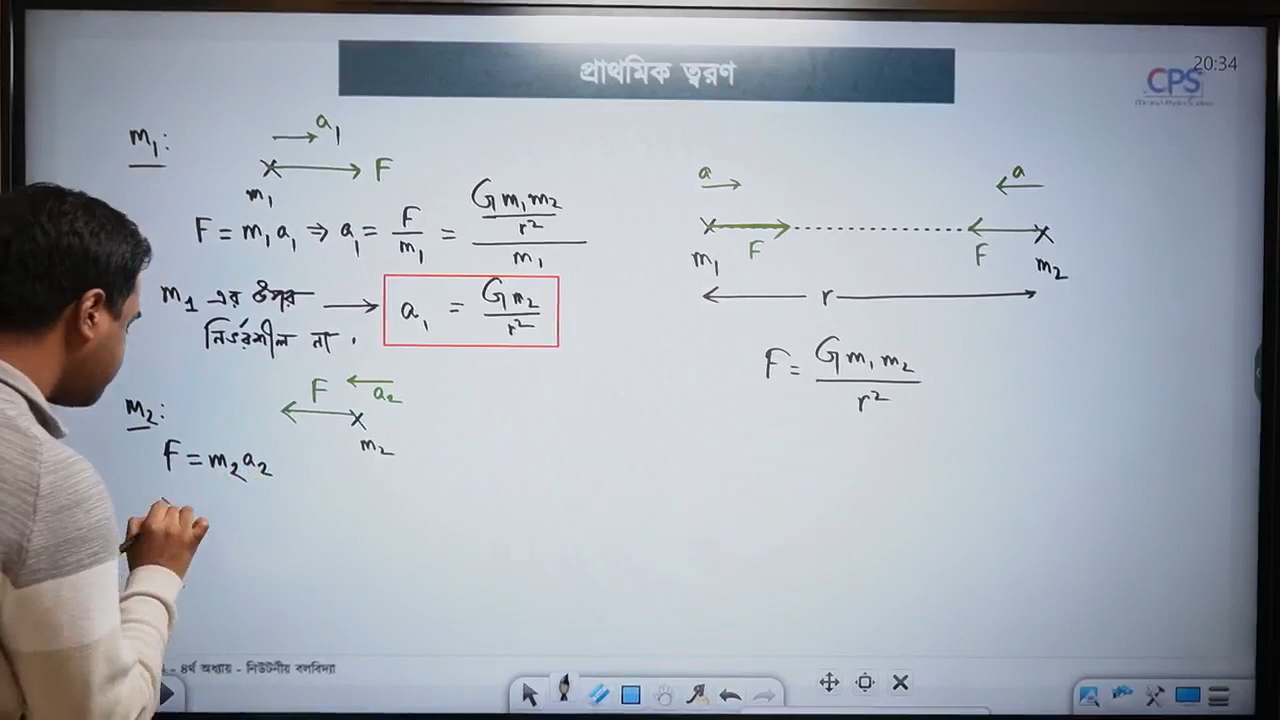 প্রাথমিক ত্বরণ
20:34
CPS
m₁:
a₁
F
m₁
F = m₁a₁ ⇒ a₁ = F/m₁ = (Gm₁m₂/r²)/m₁
m₁ এর উপর
নির্ভরশীল না. → a₁ = Gm₂/r²
m₂:
F
a₂
m₂
F = m₂a₂
a
a
F
F
m₁
m₂
r
F = Gm₁m₂/r²
- ৪র্থ অধ্যায় - নিউটনীয় বলবিদ্যা